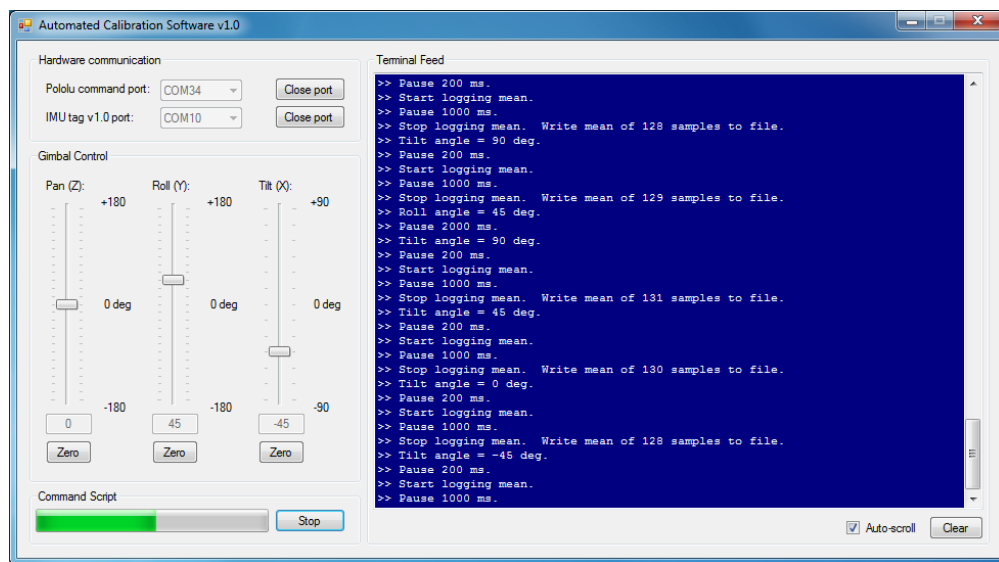 Automated Calibration Software v1.0
Hardware communication
Pololu command port: COM34 Close port
IMU tag v1.0 port: COM10 Close port
Gimbal Control
Pan (Z): Roll (Y): Tilt (X):
+180 +180 +90
0 deg 0 deg 0 deg
-180 -180 -90
0 45 -45
Zero Zero Zero
Command Script
Stop
Terminal Feed
>> Pause 200 ms.
>> Start logging mean.
>> Pause 1000 ms.
>> Stop logging mean.  Write mean of 128 samples to file.
>> Tilt angle = 90 deg.
>> Pause 200 ms.
>> Start logging mean.
>> Pause 1000 ms.
>> Stop logging mean.  Write mean of 129 samples to file.
>> Roll angle = 45 deg.
>> Pause 2000 ms.
>> Tilt angle = 90 deg.
>> Pause 200 ms.
>> Start logging mean.
>> Pause 1000 ms.
>> Stop logging mean.  Write mean of 131 samples to file.
>> Tilt angle = 45 deg.
>> Pause 200 ms.
>> Start logging mean.
>> Pause 1000 ms.
>> Stop logging mean.  Write mean of 130 samples to file.
>> Tilt angle = 0 deg.
>> Pause 200 ms.
>> Start logging mean.
>> Pause 1000 ms.
>> Stop logging mean.  Write mean of 128 samples to file.
>> Tilt angle = -45 deg.
>> Pause 200 ms.
>> Start logging mean.
>> Pause 1000 ms.
Auto-scroll Clear